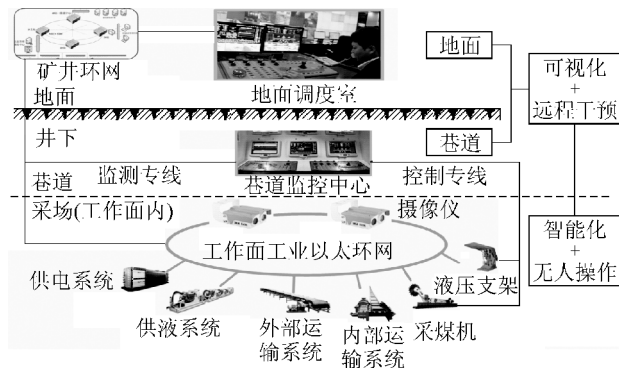 地面
可视化
+
远程干预
矿井环网
地面调度室
地面
井下
巷道
监测专线
巷道监控中心
控制专线
巷道
采场(工作面内)
摄像仪
智能化
+
无人操作
工作面工业以太环网
供电系统
液压支架
供液系统
外部运
输系统
内部运
输系统
采煤机